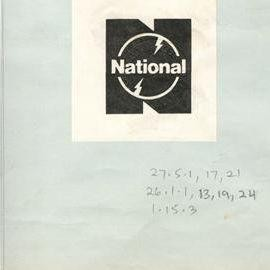 National
27.5.1, 17, 21
26.1.1, 13, 19, 24
1.15.3